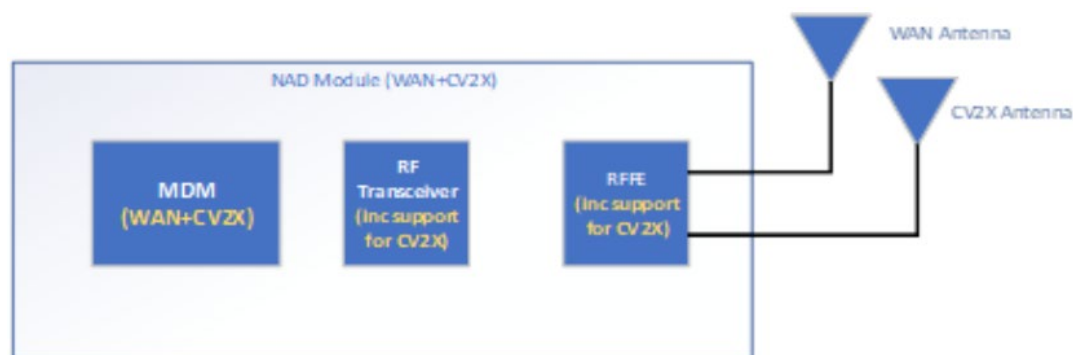 WAN Antenna
NAD Module (WAN+CV2X)
CV2X Antenna
MDM
(WAN+CV2X)
RF
Transceiver
(inc support
for CV2X)
RFFE
(inc support
for CV2X)